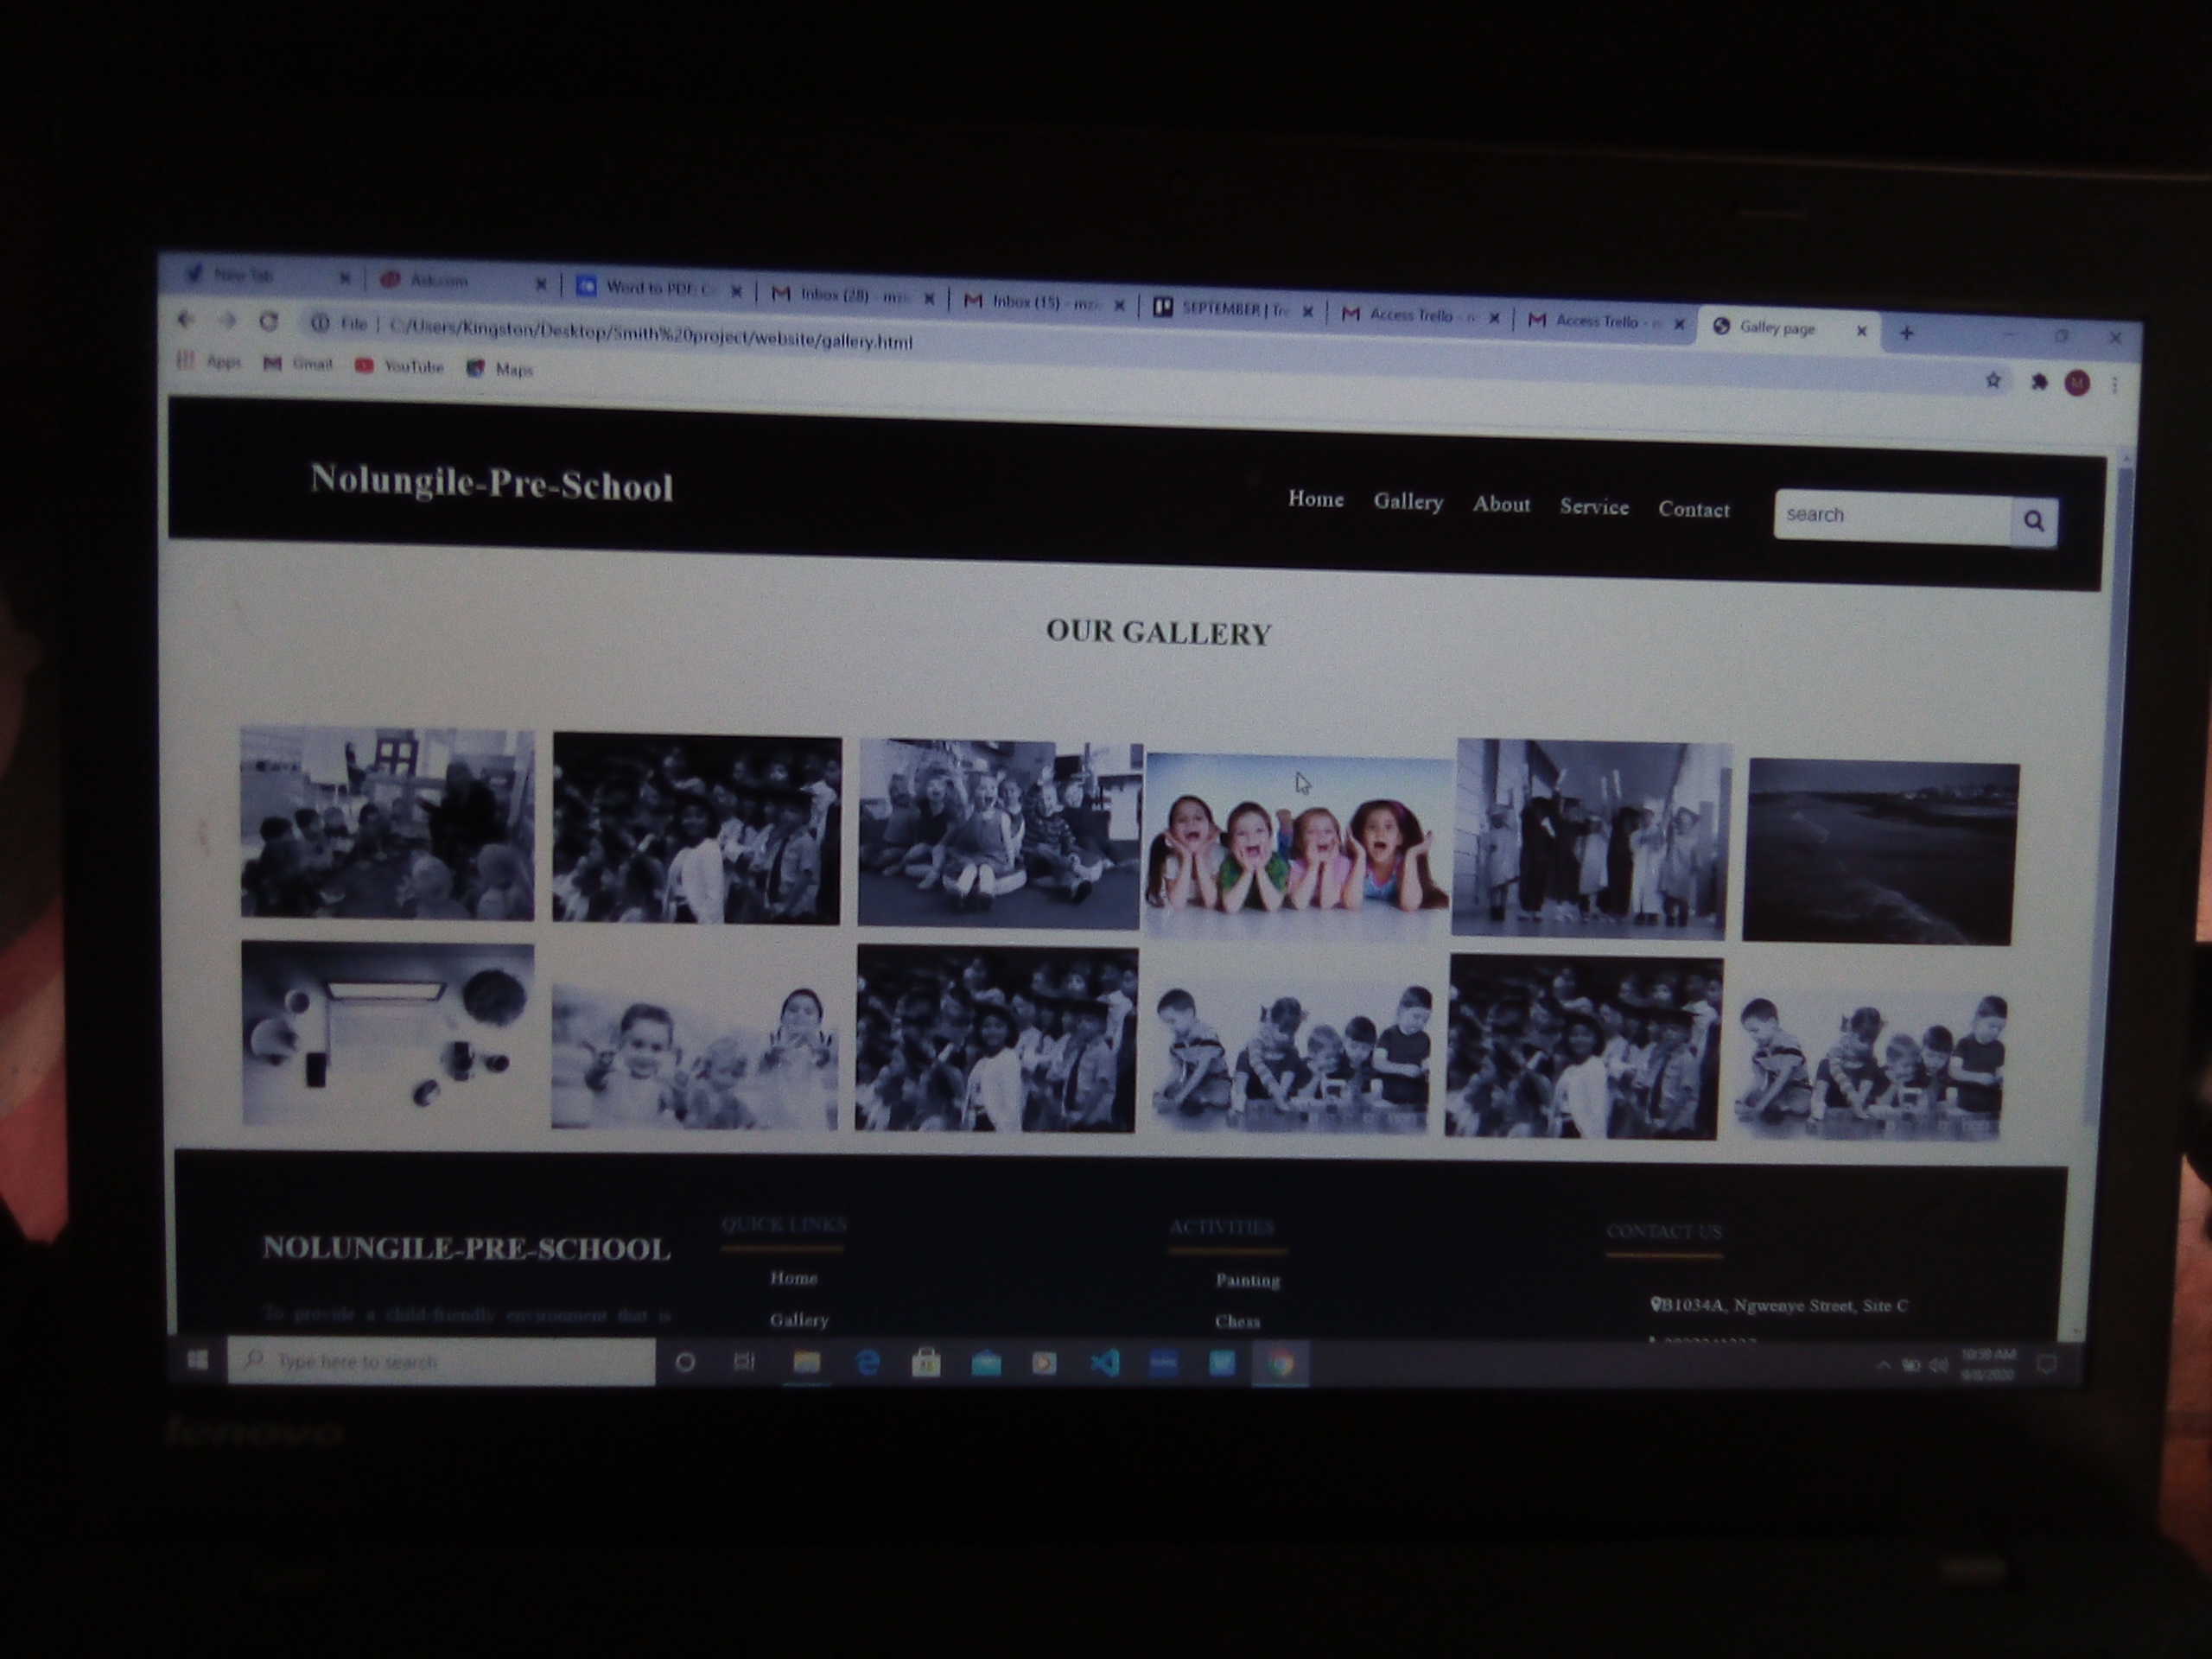 New Tab
Ask.com
Word to PDF: C
Inbox (28) - mz
Inbox (15) - mz
SEPTEMBER | Tre
Access Trello -
Access Trello -
Galley page
File | C:/Users/Kingston/Desktop/Smith%20project/website/gallery.html
Apps Gmail YouTube Maps
M
Nolungile-Pre-School
Home Gallery About Service Contact
search
OUR GALLERY
NOLUNGILE-PRE-SCHOOL
To provide a child-friendly environment that is
QUICK LINKS
Home
Gallery
ACTIVITIES
Painting
Chess
CONTACT US
B1034A, Ngwenye Street, Site C
Type here to search
10:59 AM
9/8/2020
lenovo